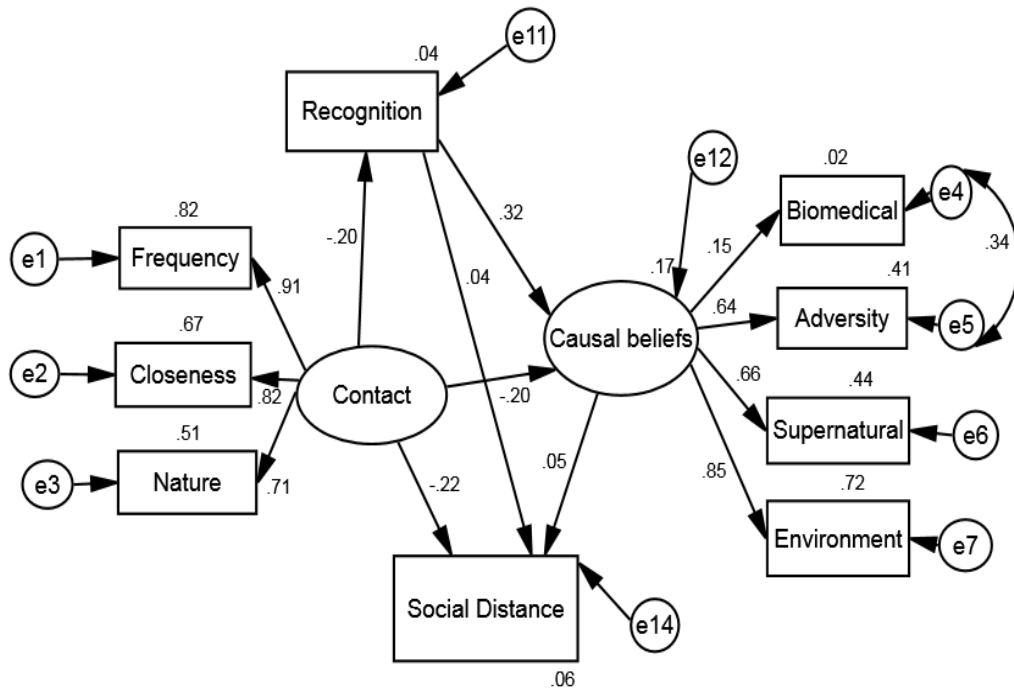 e11
.04
Recognition
e12
.02
e4
Biomedical
.34
.82
.32
-.20
.15
e1
Frequency
.17
.41
.04
.64
e5
Adversity
.91
Causal beliefs
.67
e2
Closeness
.66
.44
.82
Contact
-.20
Supernatural
e6
.51
.05
.85
.72
e3
Nature
.71
-.22
Environment
e7
Social Distance
e14
.06